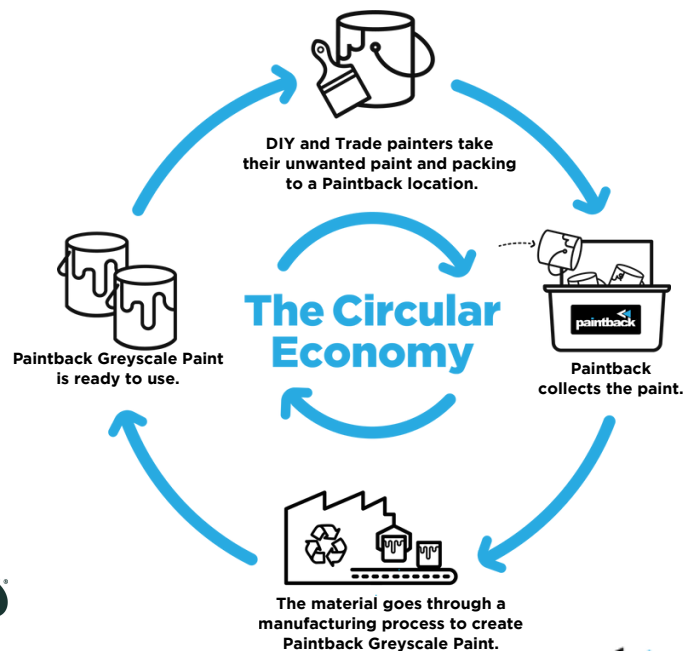 DIY and Trade painters take
their unwanted paint and packing
to a Paintback location.
The Circular
Economy
paintback
Paintback
collects the paint.
Paintback Greyscale Paint
is ready to use.
The material goes through a
manufacturing process to create
Paintback Greyscale Paint.
®